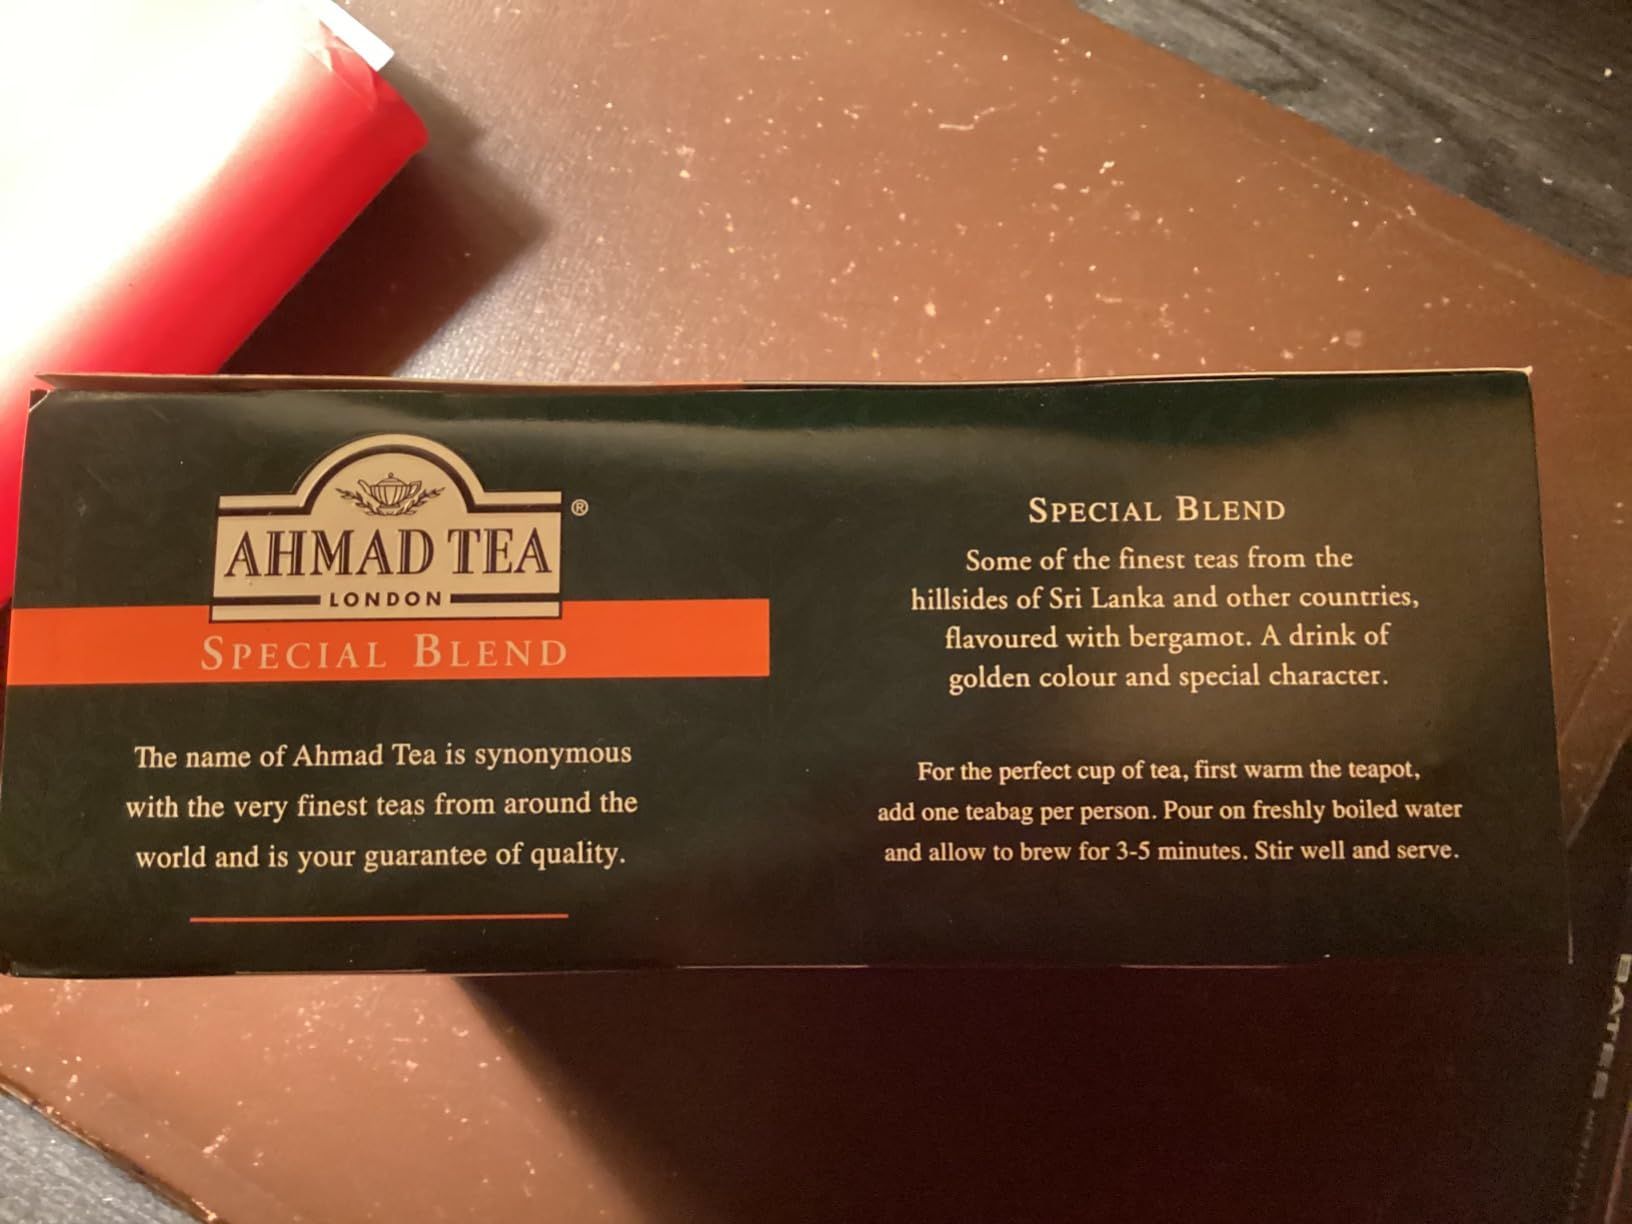 AHMAD TEA ®
LONDON
SPECIAL BLEND
The name of Ahmad Tea is synonymous
with the very finest teas from around the
world and is your guarantee of quality.
SPECIAL BLEND
Some of the finest teas from the
hillsides of Sri Lanka and other countries,
flavoured with bergamot. A drink of
golden colour and special character.
For the perfect cup of tea, first warm the teapot,
add one teabag per person. Pour on freshly boiled water
and allow to brew for 3-5 minutes. Stir well and serve.